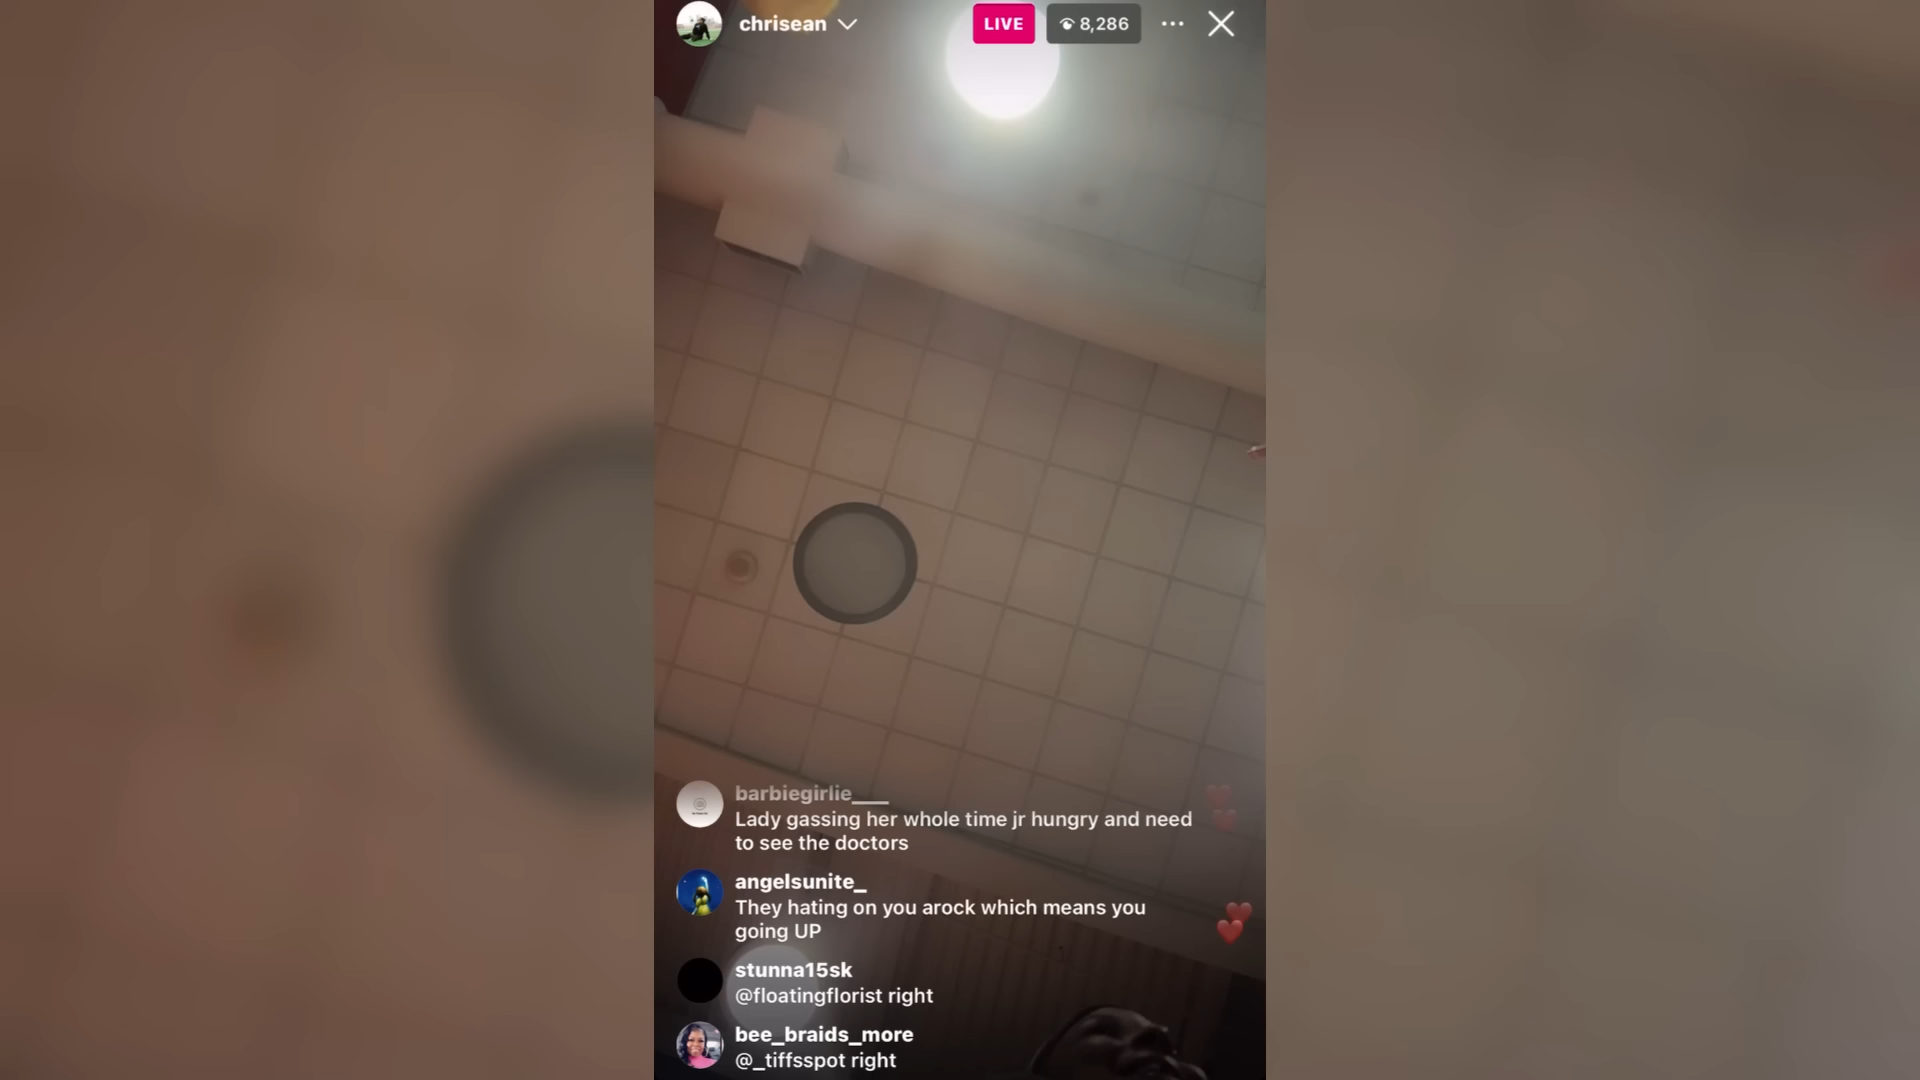 chrisean
LIVE
8,286
barbiegirlie____
Lady gassing her whole time jr hungry and need
to see the doctors
angelsunite_
They hating on you arock which means you
going UP
stunna15sk
@floatingflorist right
bee_braids_more
@_tiffsspot right